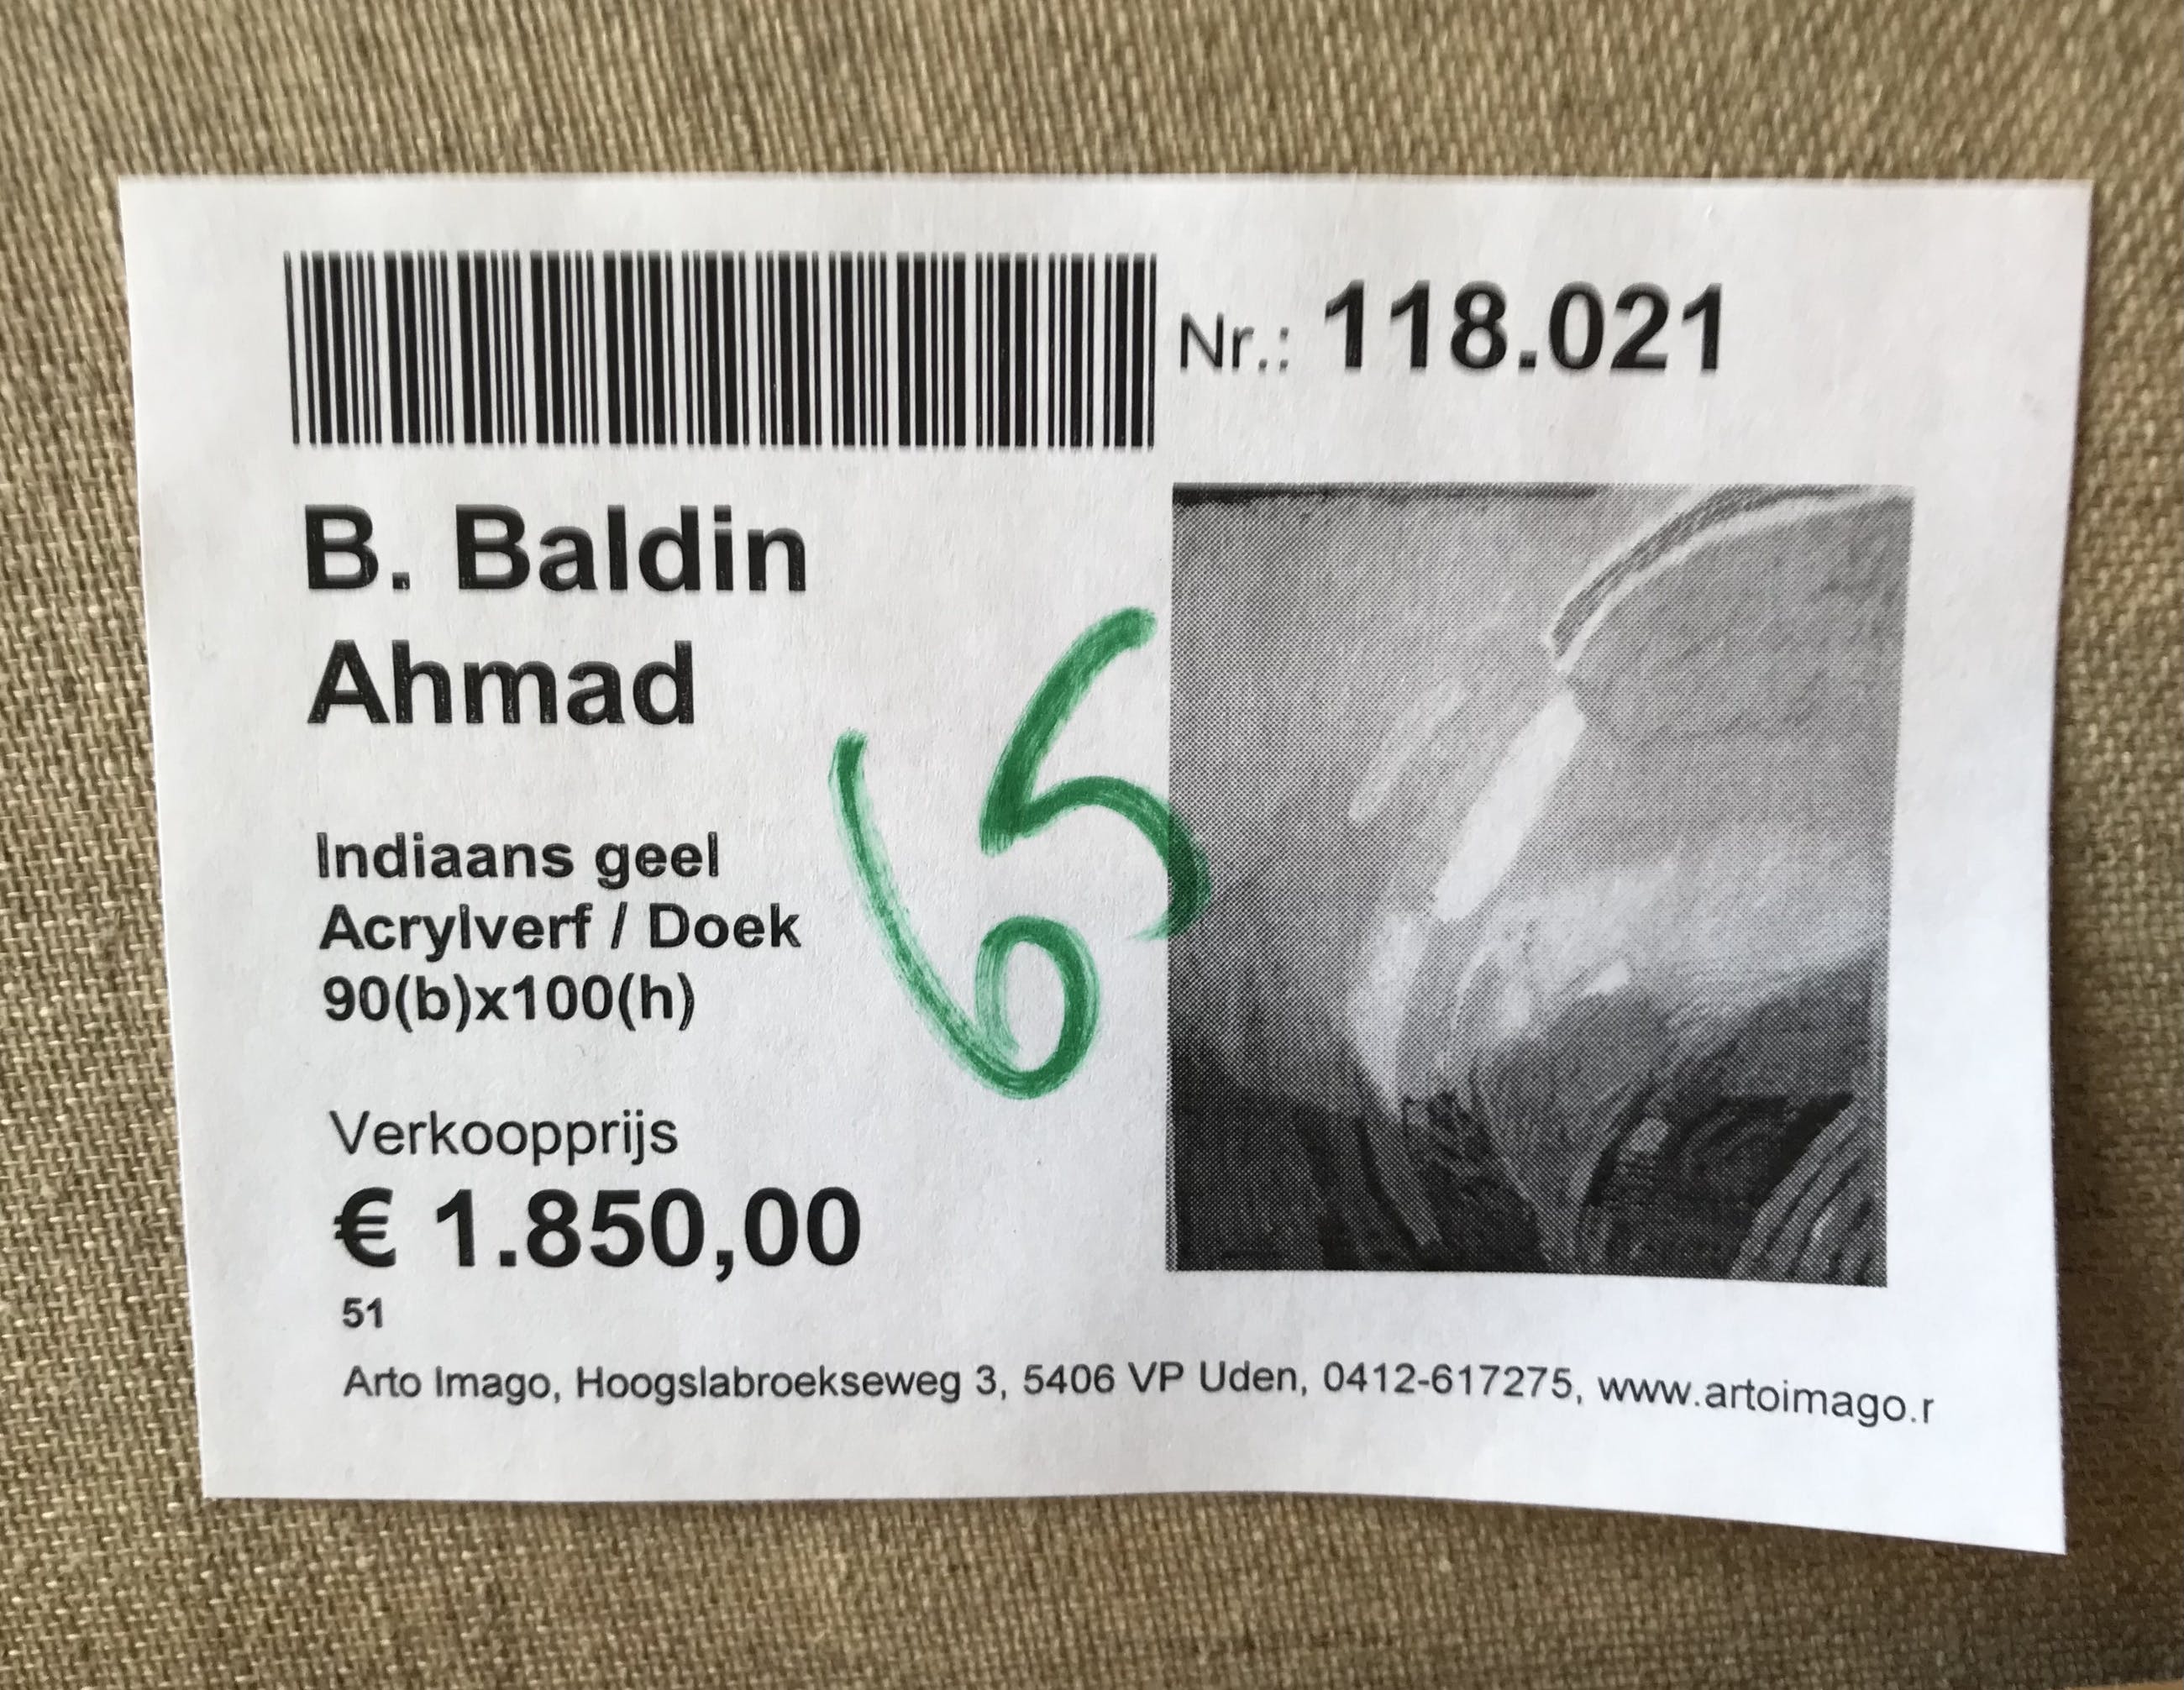 Nr.: 118.021
B. Baldin
Ahmad
65
Indiaans geel
Acrylverf / Doek
90(b)x100(h)
Verkoopprijs
€ 1.850,00
51
Arto Imago, Hoogslabroekseweg 3, 5406 VP Uden, 0412-617275, www.artoimago.r